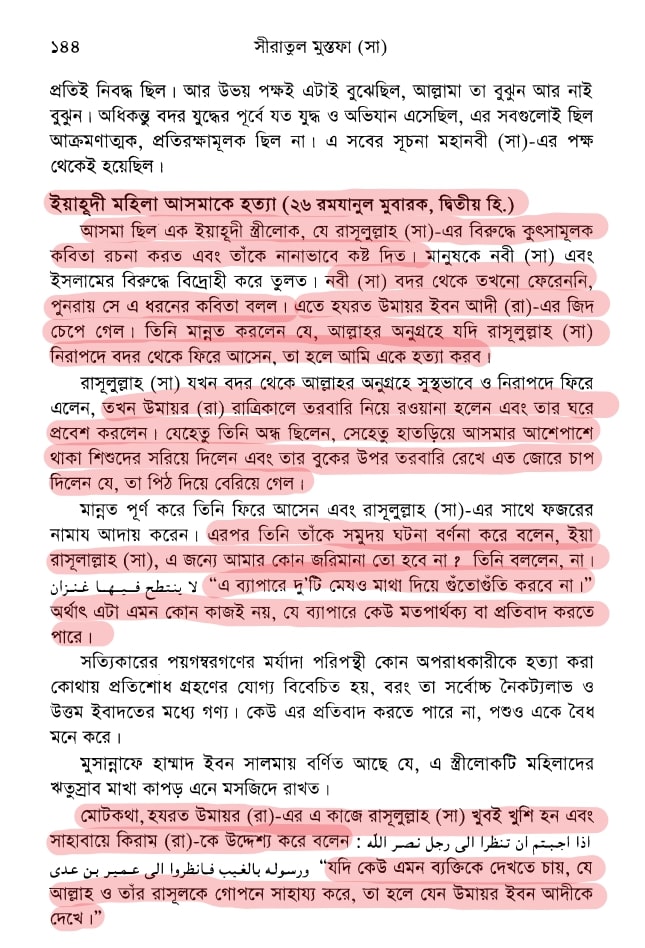 ১৪৪ সীরাতুল মুস্তফা (সা)
প্রতিই নিবদ্ধ ছিল। আর উভয় পক্ষই এটাই বুঝেছিল, আল্লামা তা বুঝুন আর নাই
বুঝুন। অধিকন্তু বদর যুদ্ধের পূর্বে যত যুদ্ধ ও অভিযান এসেছিল, এর সবগুলোই ছিল
আক্রমণাত্মক, প্রতিরক্ষামূলক ছিল না। এ সবের সূচনা মহানবী (সা)-এর পক্ষ
থেকেই হয়েছিল।
ইয়াহূদী মহিলা আসমাকে হত্যা (২৬ রমযানুল মুবারক, দ্বিতীয় হি.)
আসমা ছিল এক ইয়াহূদী স্ত্রীলোক, যে রাসূলুল্লাহ (সা)-এর বিরুদ্ধে কুৎসামূলক
কবিতা রচনা করত এবং তাঁকে নানাভাবে কষ্ট দিত। মানুষকে নবী (সা) এবং
ইসলামের বিরুদ্ধে বিদ্রোহী করে তুলত। নবী (সা) বদর থেকে তখনো ফেরেননি,
পুনরায় সে এ ধরনের কবিতা বলল। এতে হযরত উমায়র ইবন আদী (রা)-এর জিদ
চেপে গেল। তিনি মান্নত করলেন যে, আল্লাহর অনুগ্রহে যদি রাসূলুল্লাহ (সা)
নিরাপদে বদর থেকে ফিরে আসেন, তা হলে আমি একে হত্যা করব।
রাসূলুল্লাহ (সা) যখন বদর থেকে আল্লাহর অনুগ্রহে সুস্থভাবে ও নিরাপদে ফিরে
এলেন, তখন উমায়র (রা) রাত্রিকালে তরবারি নিয়ে রওয়ানা হলেন এবং তার ঘরে
প্রবেশ করলেন। যেহেতু তিনি অন্ধ ছিলেন, সেহেতু হাতড়িয়ে আসমার আশেপাশে
থাকা শিশুদের সরিয়ে দিলেন এবং তার বুকের উপর তরবারি রেখে এত জোরে চাপ
দিলেন যে, তা পিঠ দিয়ে বেরিয়ে গেল।
মান্নত পূর্ণ করে তিনি ফিরে আসেন এবং রাসূলুল্লাহ (সা)-এর সাথে ফজরের
নামায আদায় করেন। এরপর তিনি তাঁকে সমুদয় ঘটনা বর্ণনা করে বলেন, ইয়া
রাসূলাল্লাহ (সা), এ জন্যে আমার কোন জরিমানা তো হবে না? তিনি বললেন, না।
لا ينتطح فيها غنزان “এ ব্যাপারে দু'টি মেষও মাথা দিয়ে গুঁতোগুঁতি করবে না।”
অর্থাৎ এটা এমন কোন কাজই নয়, যে ব্যাপারে কেউ মতপার্থক্য বা প্রতিবাদ করতে
পারে।
সত্যিকারের পয়গম্বরগণের মর্যাদা পরিপন্থী কোন অপরাধকারীকে হত্যা করা
কোথায় প্রতিশোধ গ্রহণের যোগ্য বিবেচিত হয়, বরং তা সর্বোচ্চ নৈকট্যলাভ ও
উত্তম ইবাদতের মধ্যে গণ্য। কেউ এর প্রতিবাদ করতে পারে না, পশুও একে বৈধ
মনে করে।
মুসান্নাফে হাম্মাদ ইবন সালমায় বর্ণিত আছে যে, এ স্ত্রীলোকটি মহিলাদের
ঋতুস্রাব মাখা কাপড় এনে মসজিদে রাখত।
মোটকথা, হযরত উমায়র (রা)-এর এ কাজে রাসূলুল্লাহ (সা) খুবই খুশি হন এবং
সাহাবায়ে কিরাম (রা)-কে উদ্দেশ্য করে বলেন : اذا اجبتم ان تنظرا الى رجل نصر الله
ورسوله بالغيب فانظروا الى عمير بن عدى “যদি কেউ এমন ব্যক্তিকে দেখতে চায়, যে
আল্লাহ ও তাঁর রাসূলকে গোপনে সাহায্য করে, তা হলে যেন উমায়র ইবন আদীকে
দেখে।”